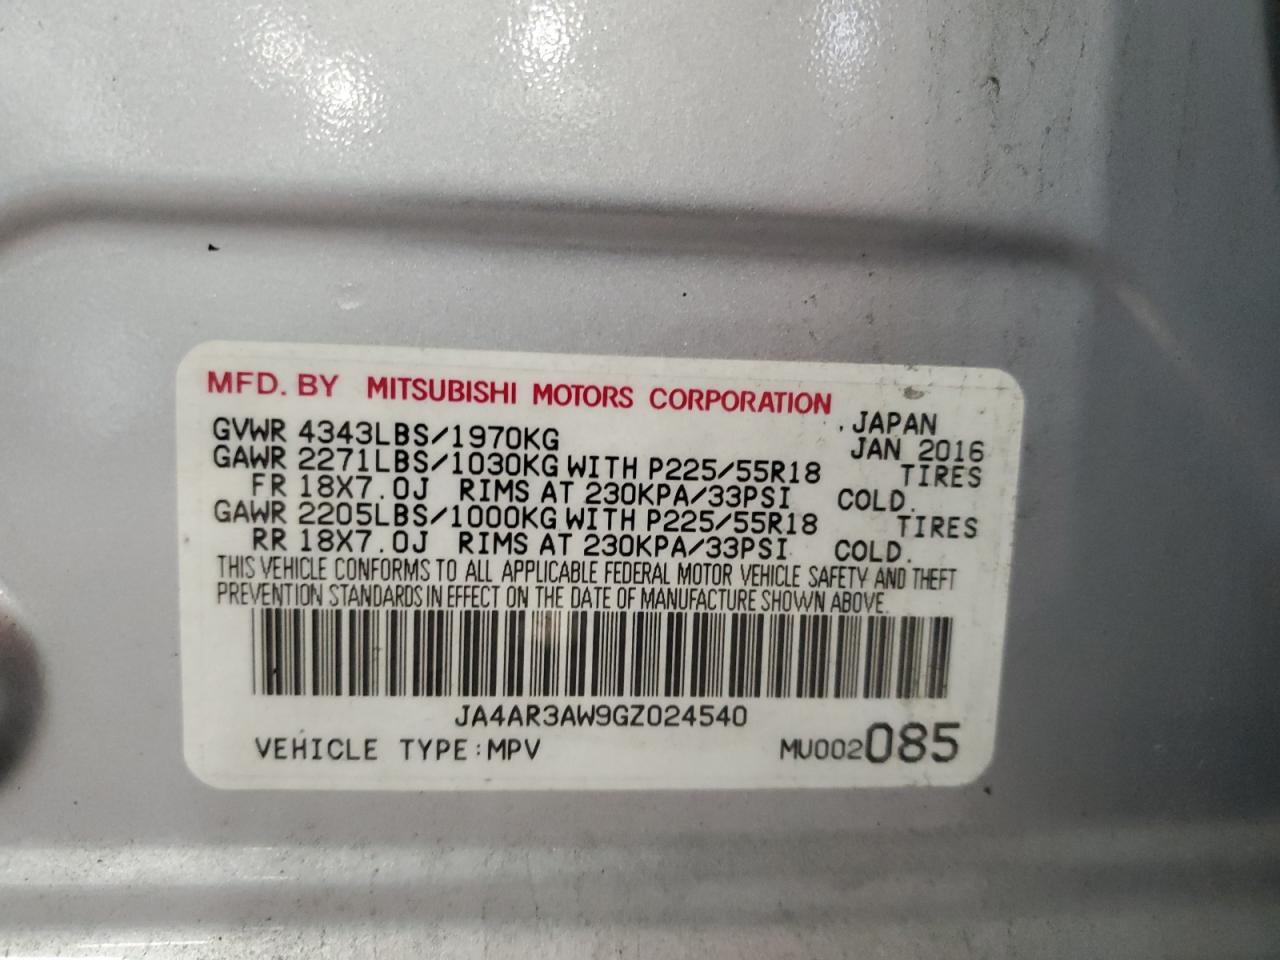 MFD. BY MITSUBISHI MOTORS CORPORATION
. JAPAN
GVWR 4343LBS/1970KG JAN 2016
GAWR 2271LBS/1030KG WITH P225/55R18 TIRES
FR 18X7.0J RIMS AT 230KPA/33PSI COLD.
GAWR 2205LBS/1000KG WITH P225/55R18 TIRES
RR 18X7.0J RIMS AT 230KPA/33PSI COLD.
THIS VEHICLE CONFORMS TO ALL APPLICABLE FEDERAL MOTOR VEHICLE SAFETY AND THEFT
PREVENTION STANDARDS IN EFFECT ON THE DATE OF MANUFACTURE SHOWN ABOVE.
JA4AR3AW9GZ024540
VEHICLE TYPE:MPV MU002085